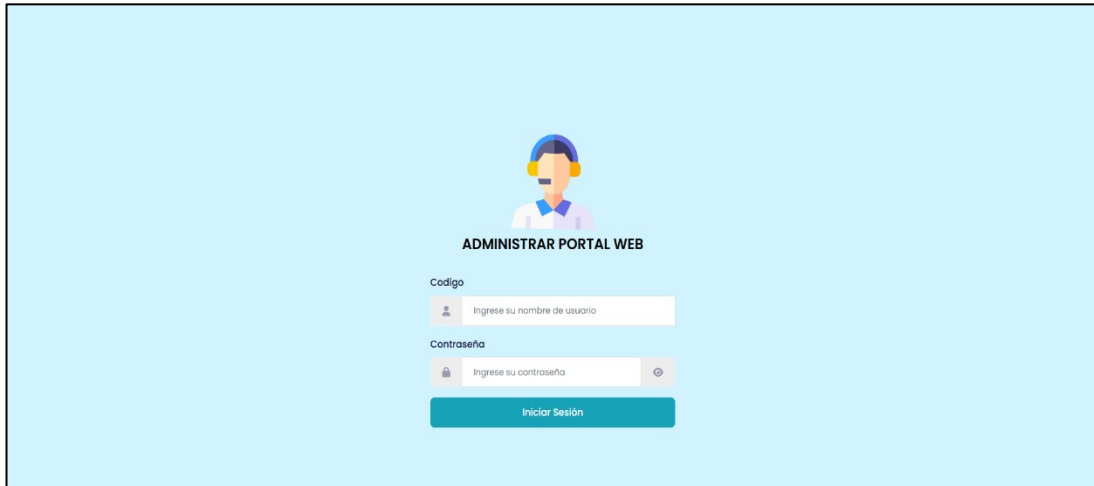 ADMINISTRAR PORTAL WEB
Codigo
Ingrese su nombre de usuario
Contraseña
Ingrese su contraseña
Iniciar Sesión